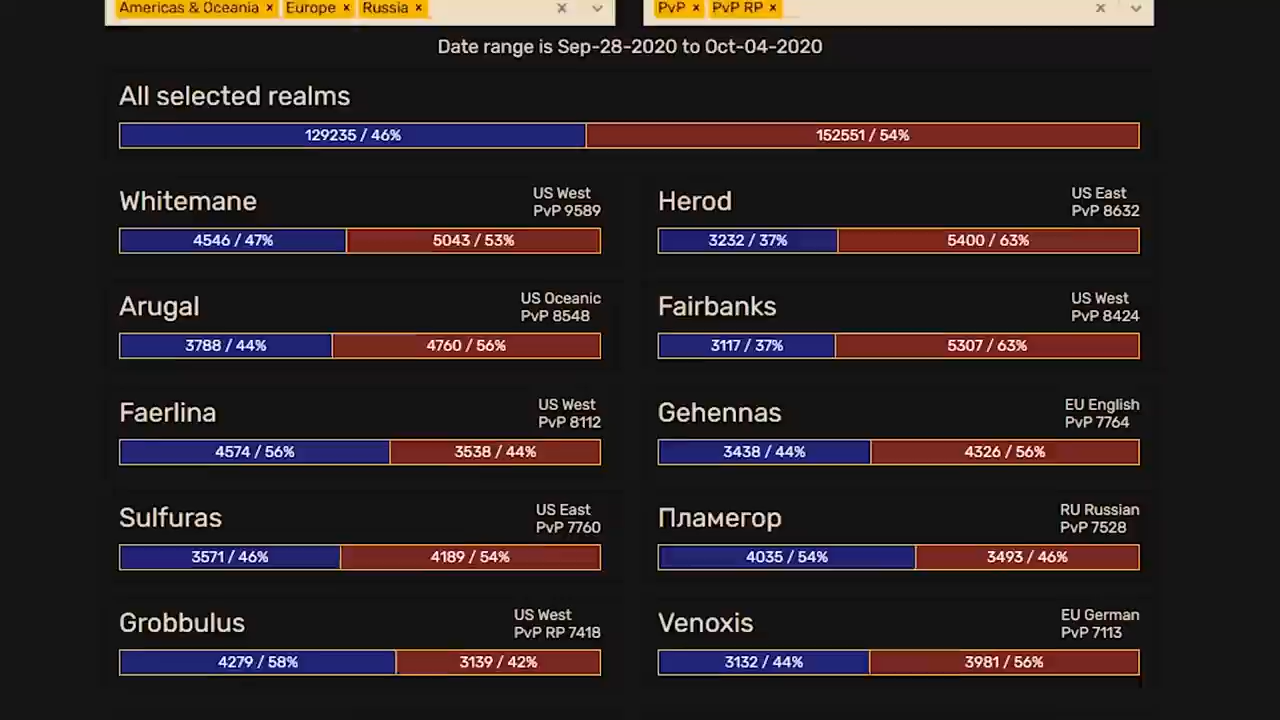 Americas & Oceania × Europe × Russia ×
PvP × PvP RP ×
Date range is Sep-28-2020 to Oct-04-2020
All selected realms
129235 / 46% 152551 / 54%
Whitemane
US West
PvP 9589
4546 / 47% 5043 / 53%
Herod
US East
PvP 8632
3232 / 37% 5400 / 63%
Arugal
US Oceanic
PvP 8548
3788 / 44% 4760 / 56%
Fairbanks
US West
PvP 8424
3117 / 37% 5307 / 63%
Faerlina
US West
PvP 8112
4574 / 56% 3538 / 44%
Gehennas
EU English
PvP 7764
3438 / 44% 4326 / 56%
Sulfuras
US East
PvP 7760
3571 / 46% 4189 / 54%
Пламегор
RU Russian
PvP 7528
4035 / 54% 3493 / 46%
Grobbulus
US West
PvP RP 7418
4279 / 58% 3139 / 42%
Venoxis
EU German
PvP 7113
3132 / 44% 3981 / 56%